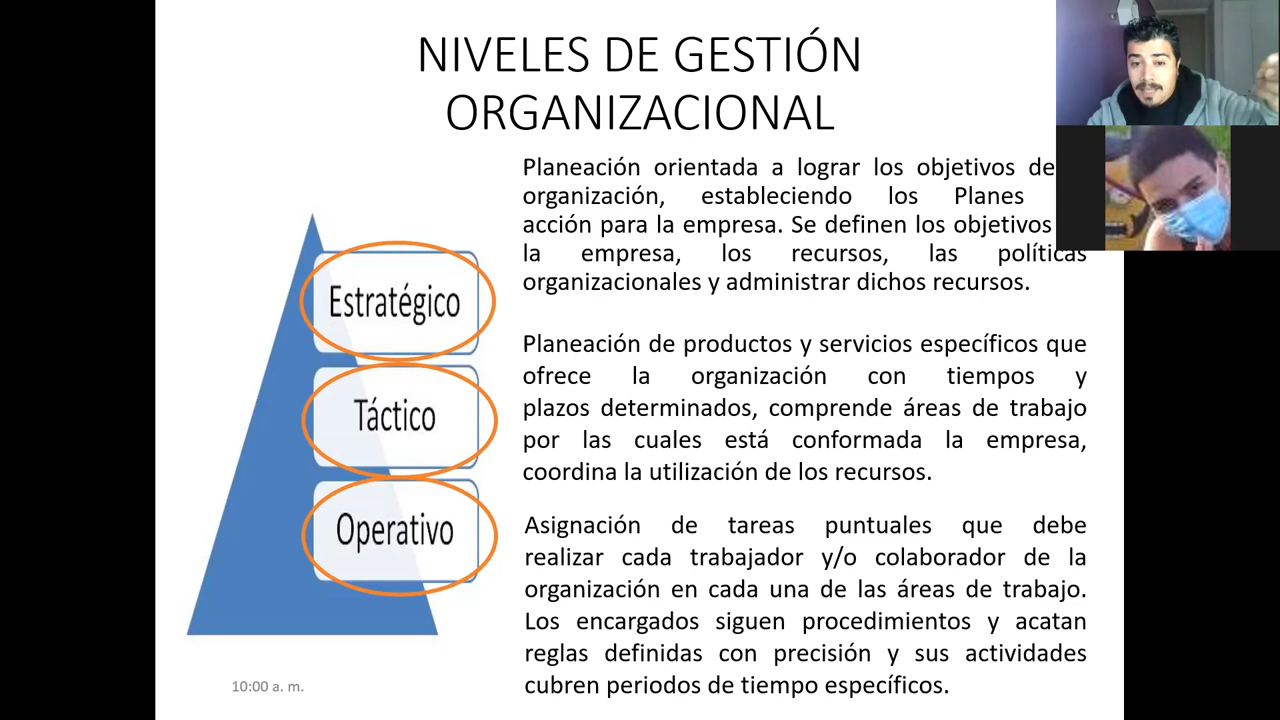 NIVELES DE GESTIÓN
ORGANIZACIONAL
Planeación orientada a lograr los objetivos de
organización, estableciendo los Planes
acción para la empresa. Se definen los objetivos
la empresa, los recursos, las políticas
organizacionales y administrar dichos recursos.
Estratégico
Planeación de productos y servicios específicos que
ofrece la organización con tiempos y
plazos determinados, comprende áreas de trabajo
por las cuales está conformada la empresa,
coordina la utilización de los recursos.
Táctico
Asignación de tareas puntuales que debe
realizar cada trabajador y/o colaborador de la
organización en cada una de las áreas de trabajo.
Los encargados siguen procedimientos y acatan
reglas definidas con precisión y sus actividades
cubren periodos de tiempo específicos.
Operativo
10:00 a. m.